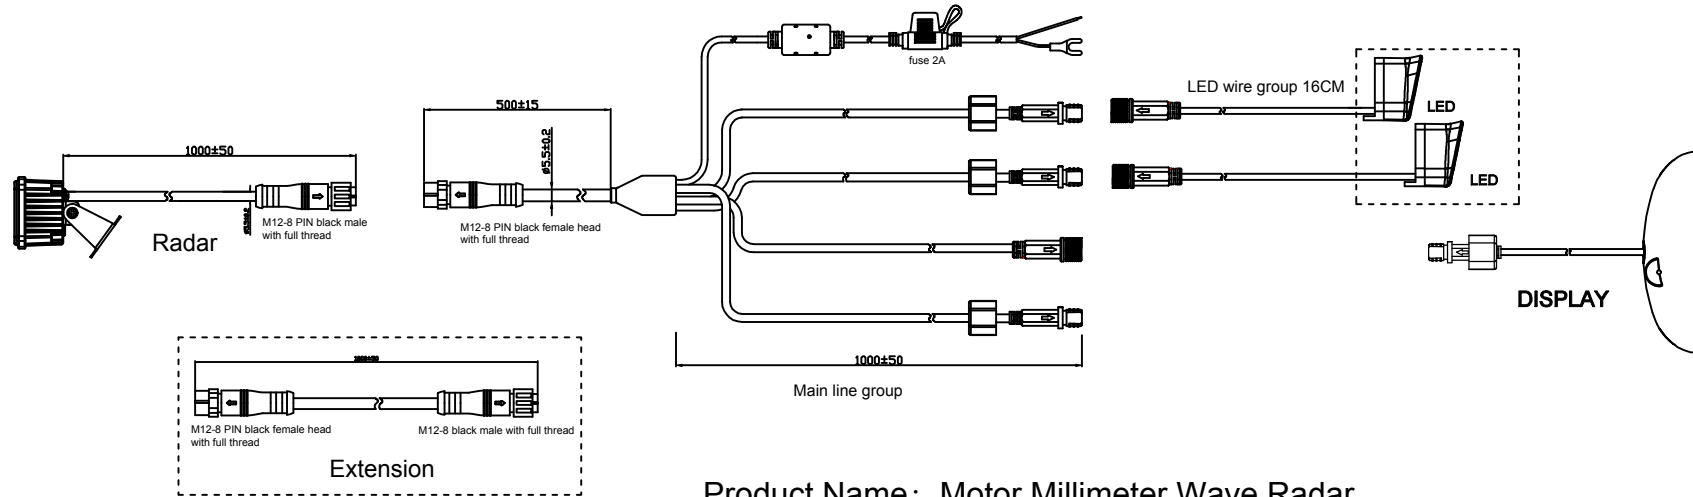 fuse 2A
LED wire group 16CM
LED
500±15
ø5.5±0.2
1000±50
LED
M12-8 PIN black male
with full thread
Radar
M12-8 PIN black female head
with full thread
DISPLAY
1000±50
Main line group
1000±50
M12-8 PIN black female head
with full thread
M12-8 black male with full thread
Extension
Product Name： Motor Millimeter Wave Radar